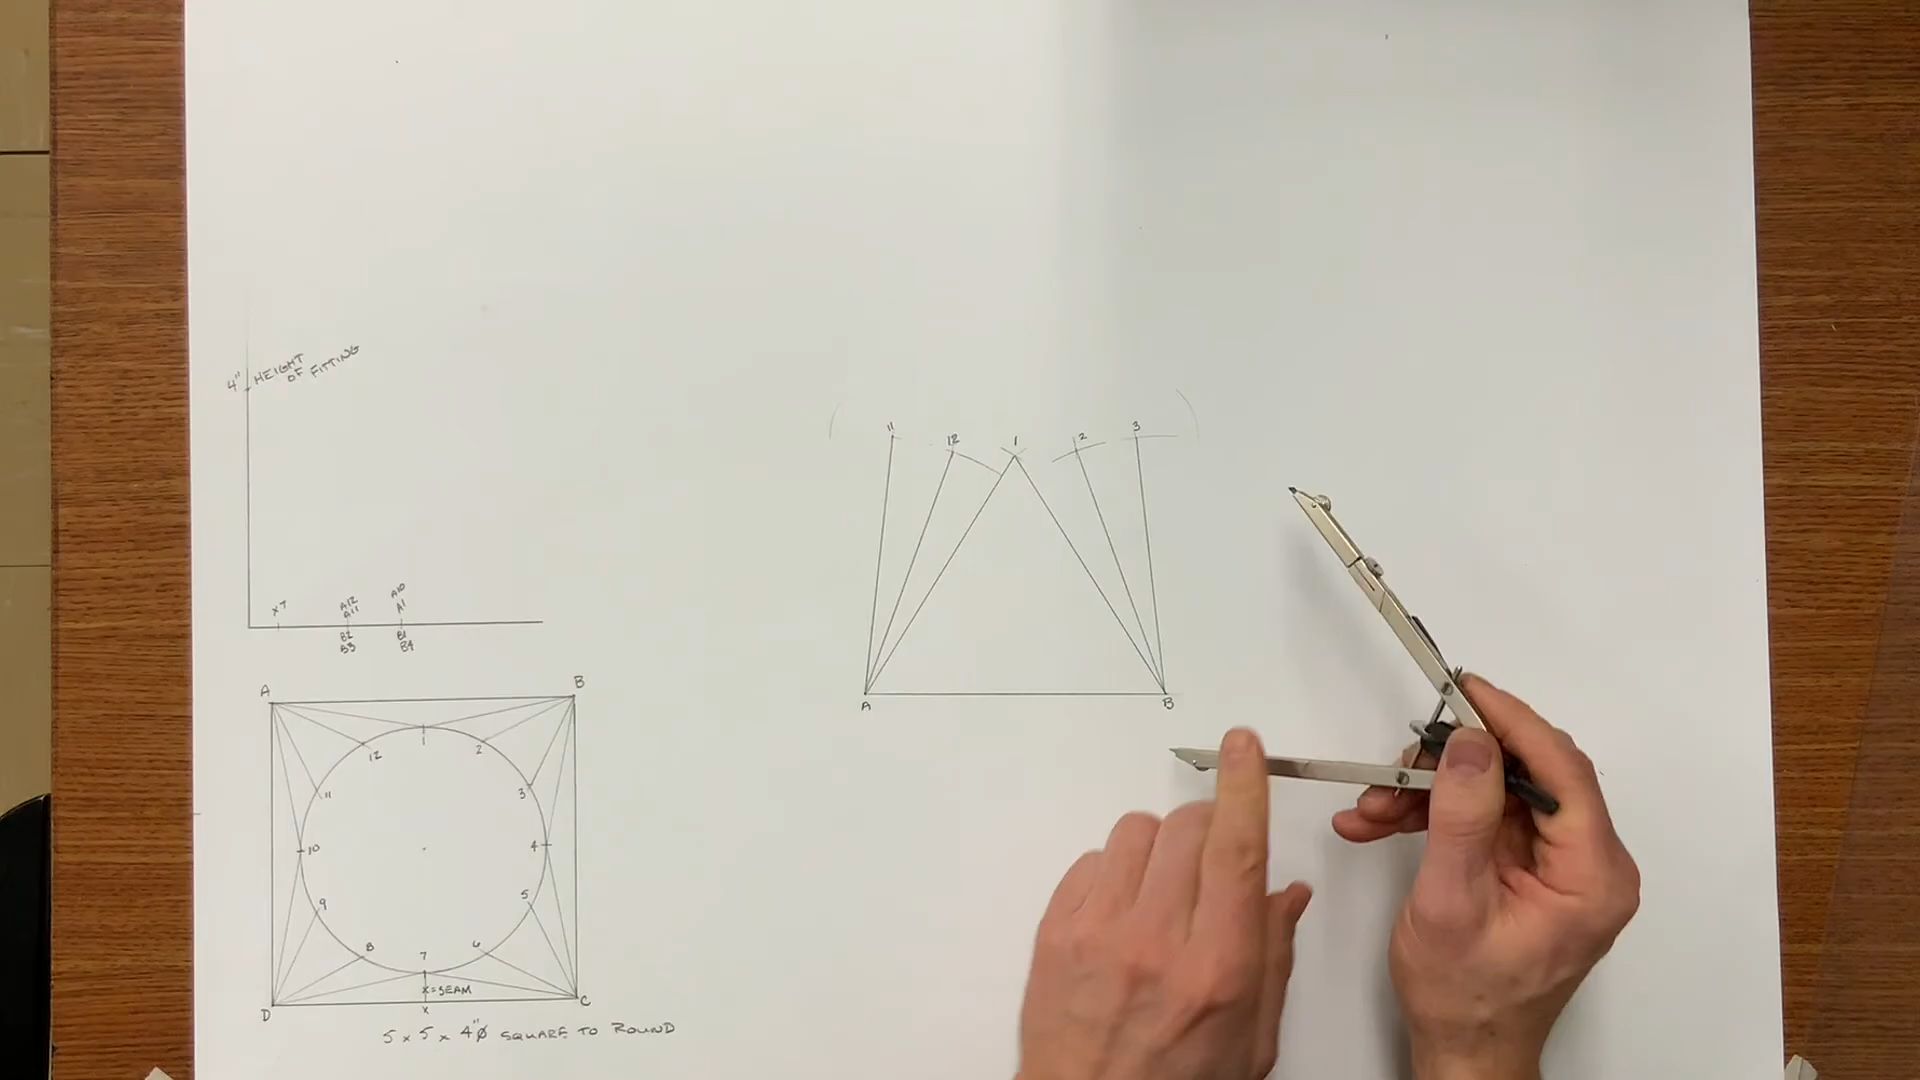 4" HEIGHT
OF FITTING
X7
A12
A11
B2
B3
A10
A1
B1
B4
A
B
1
2
12
3
11
4
10
5
9
6
8
7
X=SEAM
X
D
C
5 x 5 x 4"Ø SQUARE TO ROUND
11
12
1
2
3
A
B